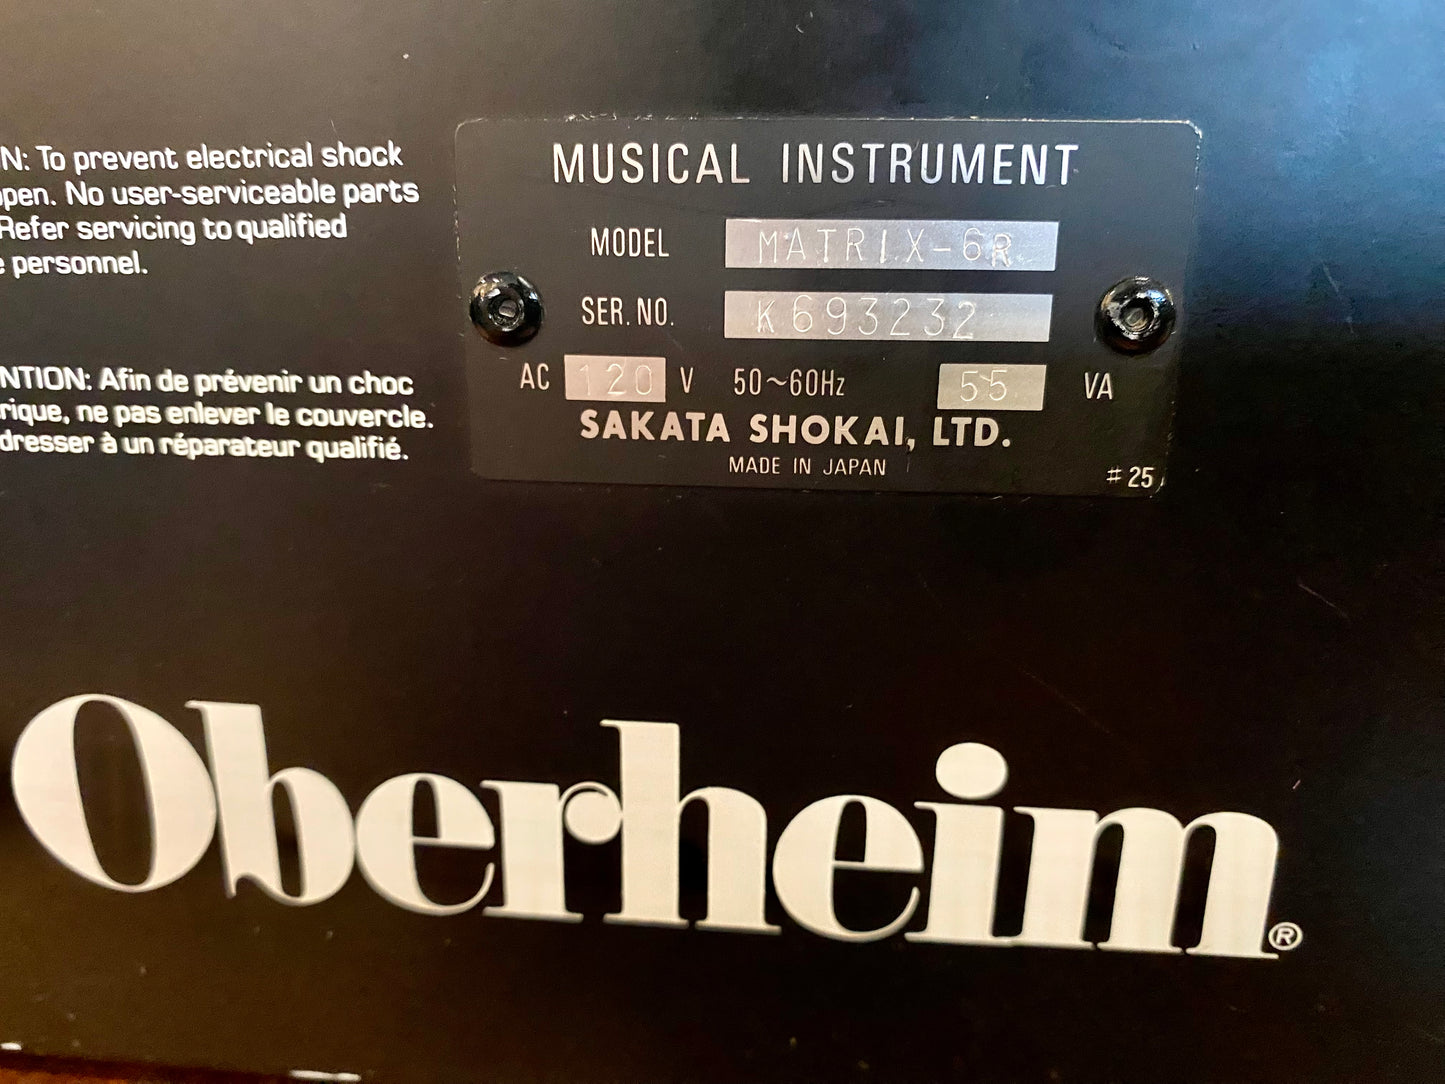 N: To prevent electrical shock
open. No user-serviceable parts
Refer servicing to qualified
e personnel.
NTION: Afin de prévenir un choc
rique, ne pas enlever le couvercle.
dresser à un réparateur qualifié.
MUSICAL INSTRUMENT
MODEL MATRIX-6R
SER. NO. K693232
AC 120 V 50~60Hz 55 VA
SAKATA SHOKAI, LTD.
MADE IN JAPAN
#25
Oberheim®